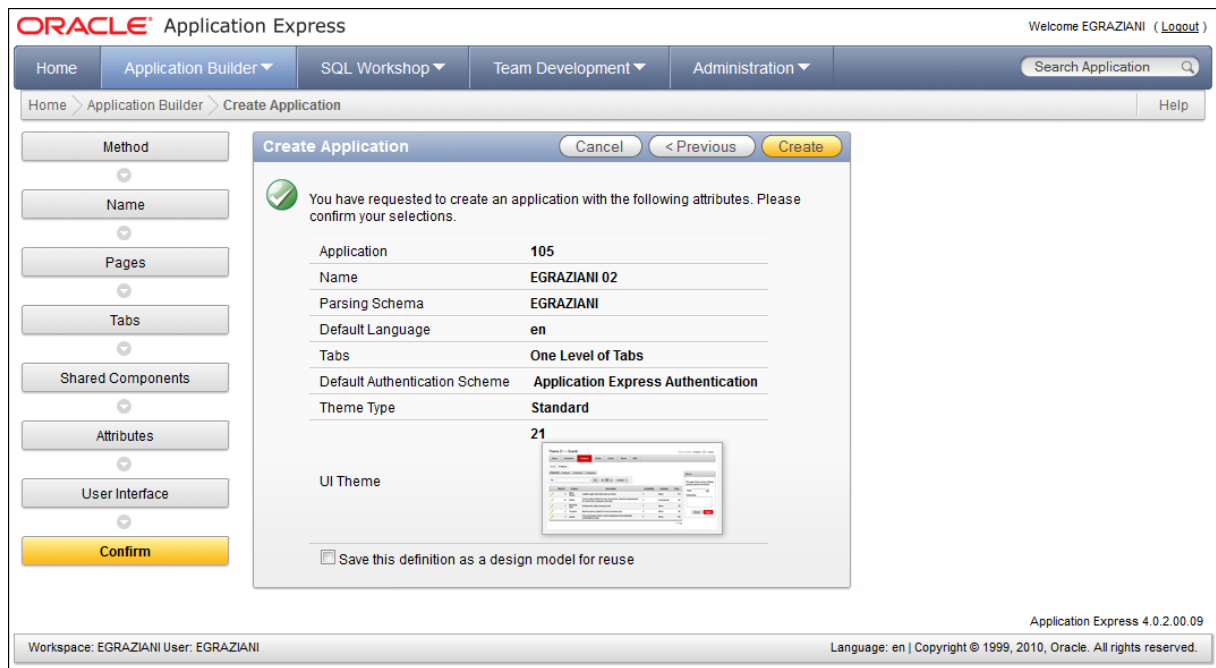 ORACLE Application Express
Welcome EGRAZIANI ( Logout )
Home Application Builder SQL Workshop Team Development Administration Search Application
Home Application Builder Create Application Help
Method
Name
Pages
Tabs
Shared Components
Attributes
User Interface
Confirm
Create Application Cancel < Previous Create
You have requested to create an application with the following attributes. Please
confirm your selections.
Application 105
Name EGRAZIANI 02
Parsing Schema EGRAZIANI
Default Language en
Tabs One Level of Tabs
Default Authentication Scheme Application Express Authentication
Theme Type Standard
UI Theme 21
Save this definition as a design model for reuse
Application Express 4.0.2.00.09
Workspace: EGRAZIANI User: EGRAZIANI
Language: en | Copyright © 1999, 2010, Oracle. All rights reserved.